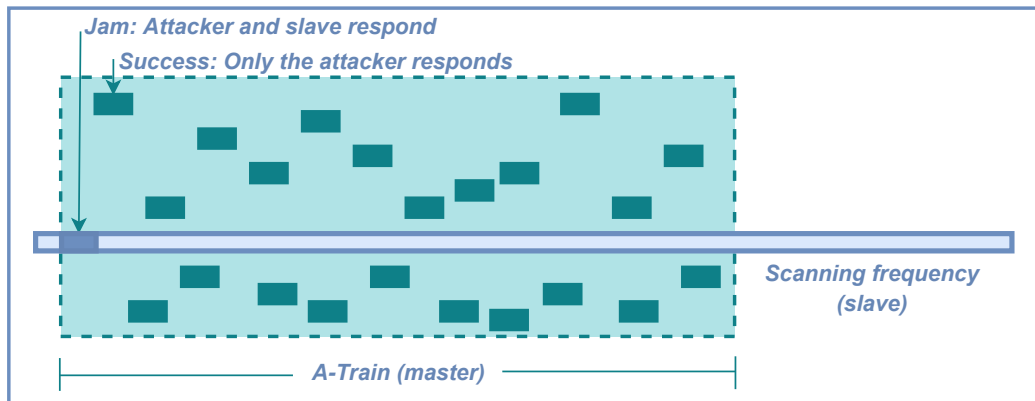 Jam: Attacker and slave respond
Success: Only the attacker responds
Scanning frequency
(slave)
A-Train (master)